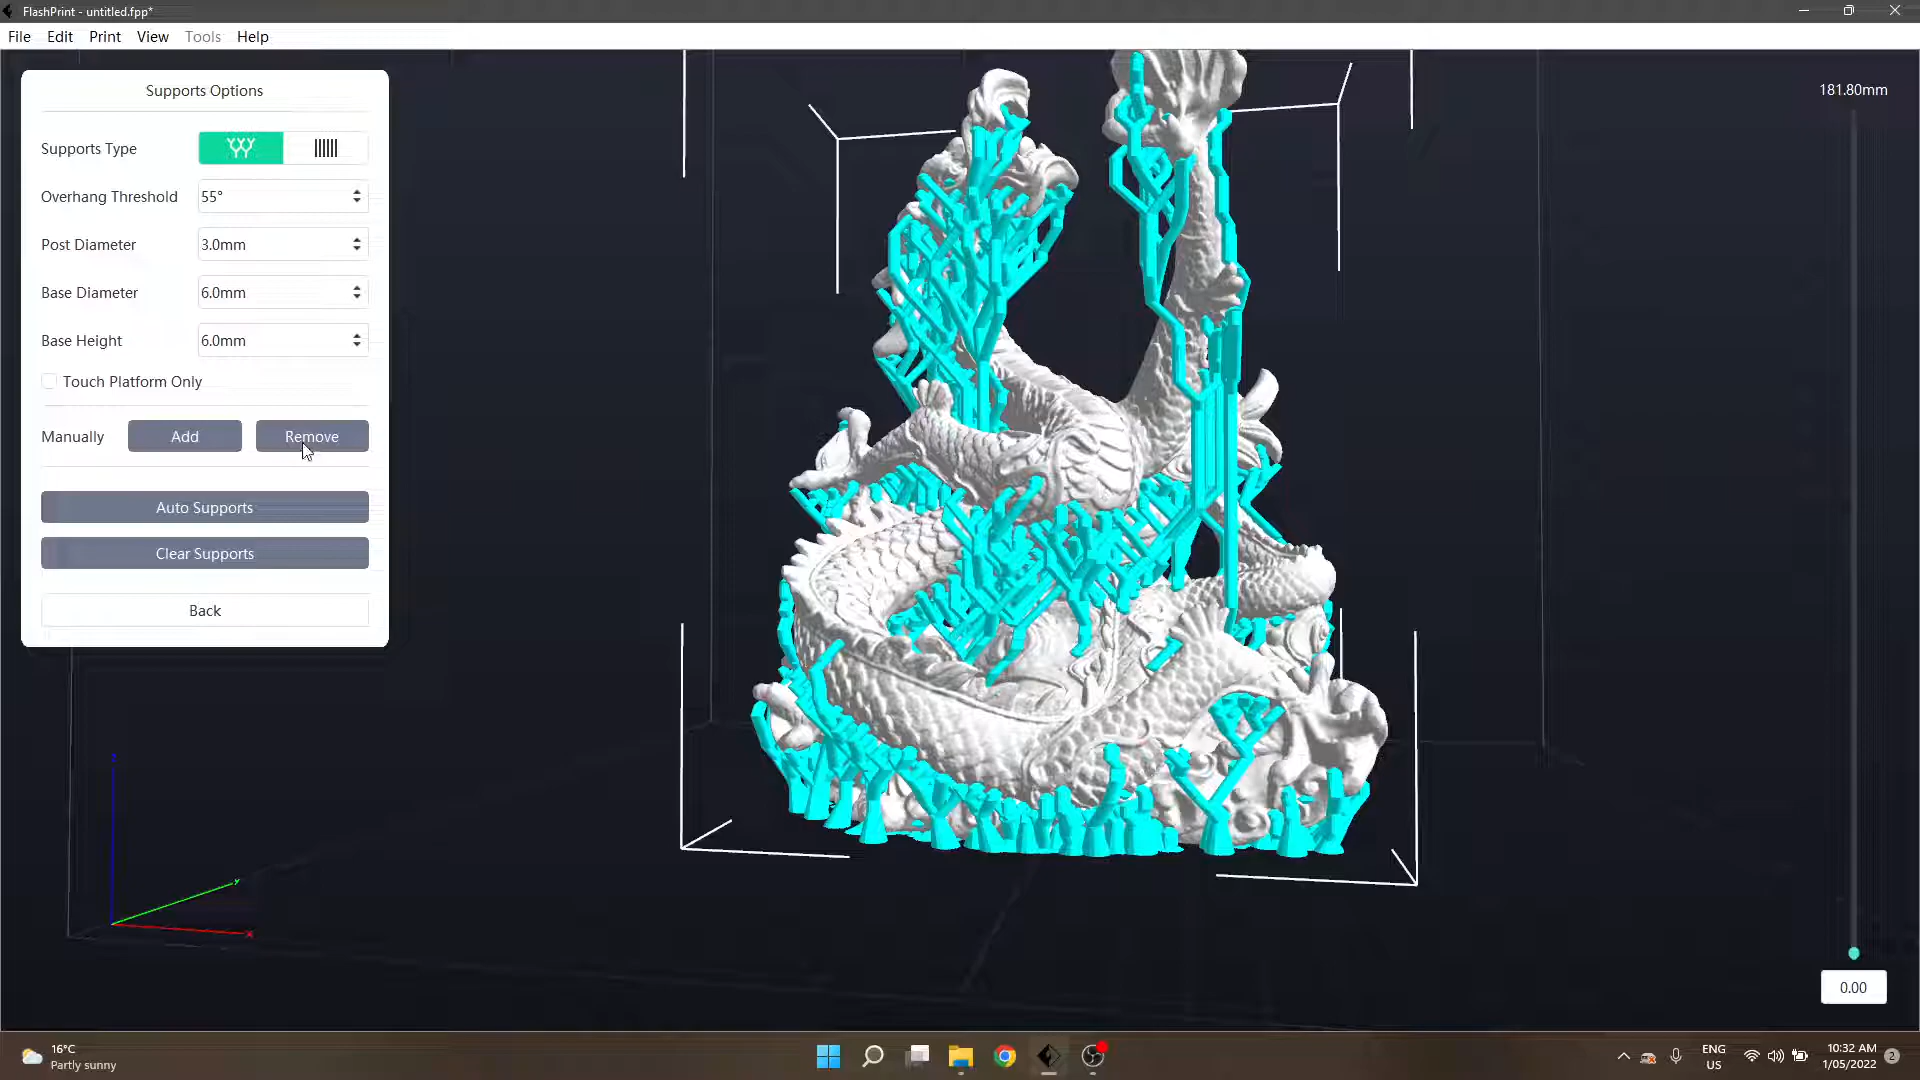 FlashPrint - untitled.fpp*
File Edit Print View Tools Help
Supports Options
181.80mm
Supports Type
Overhang Threshold 55°
Post Diameter 3.0mm
Base Diameter 6.0mm
Base Height 6.0mm
Touch Platform Only
Manually Add Remove
Auto Supports
Clear Supports
Back
z
y
x
0.00
16°C
Partly sunny
ENG
US
10:32 AM
1/05/2022
2